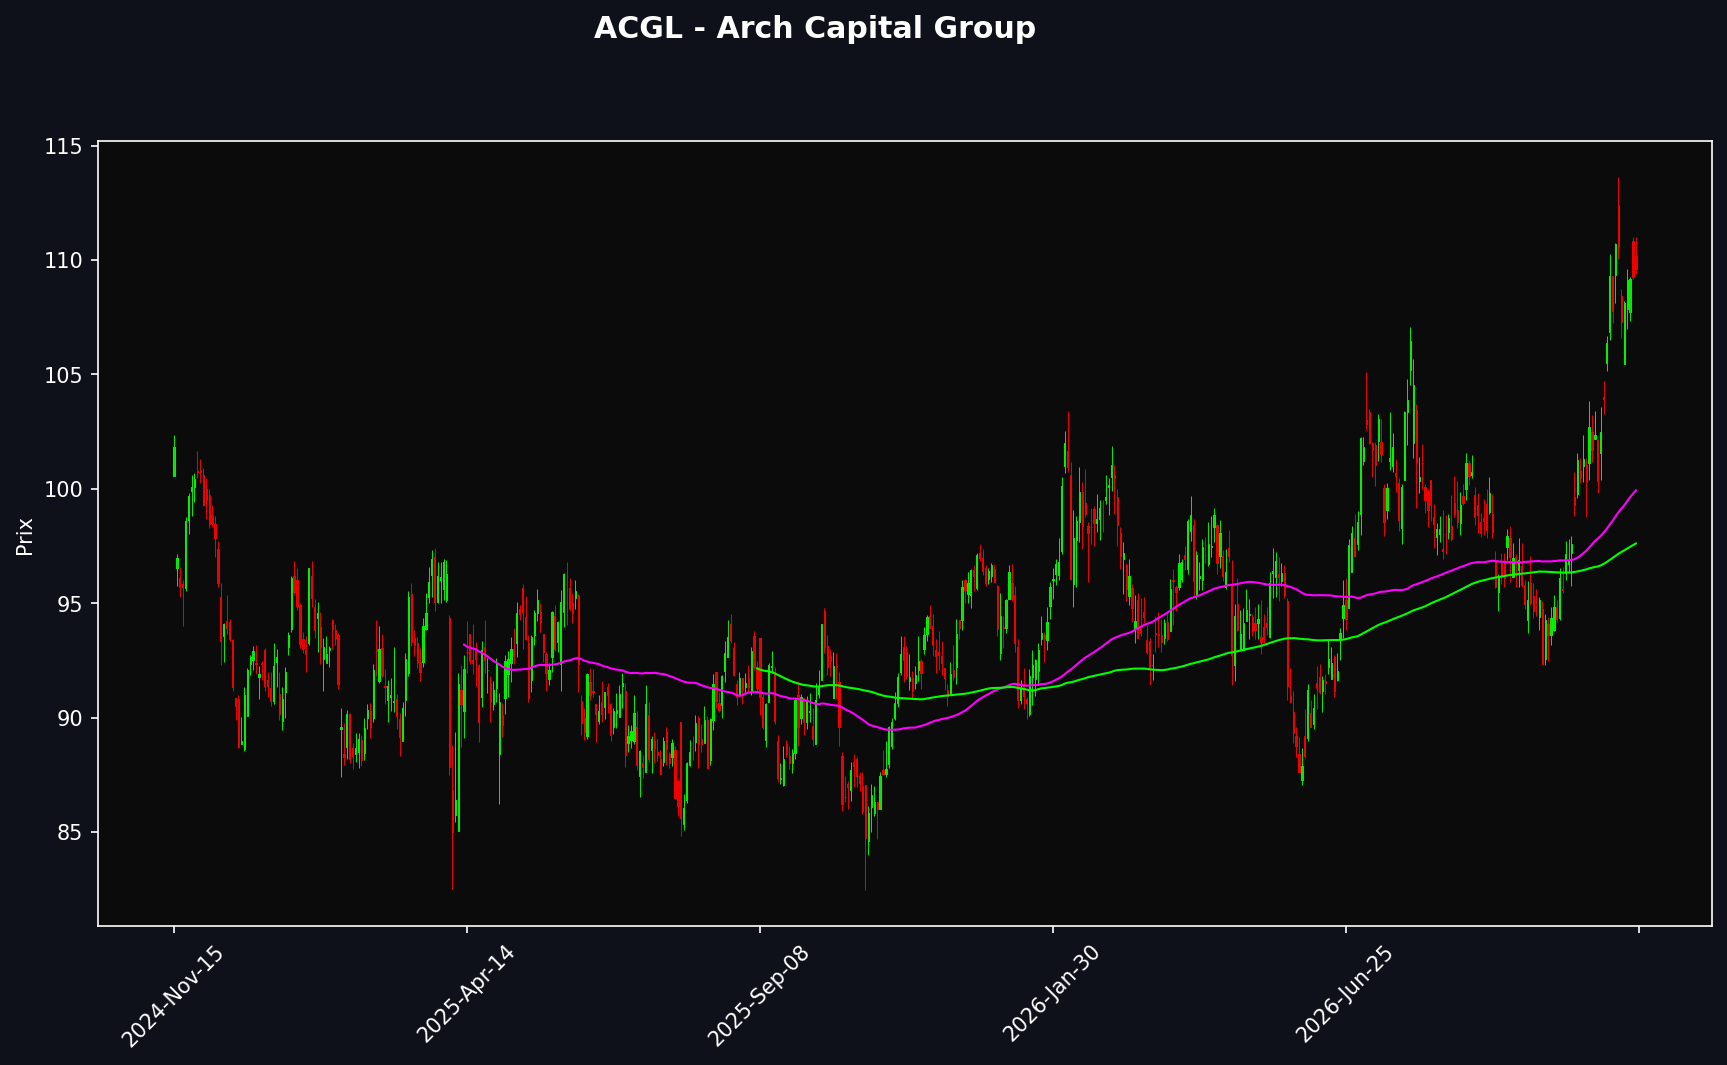 ACGL - Arch Capital Group
Prix
115
110
105
100
95
90
85
2024-Nov-15
2025-Apr-14
2025-Sep-08
2026-Jan-30
2026-Jun-25